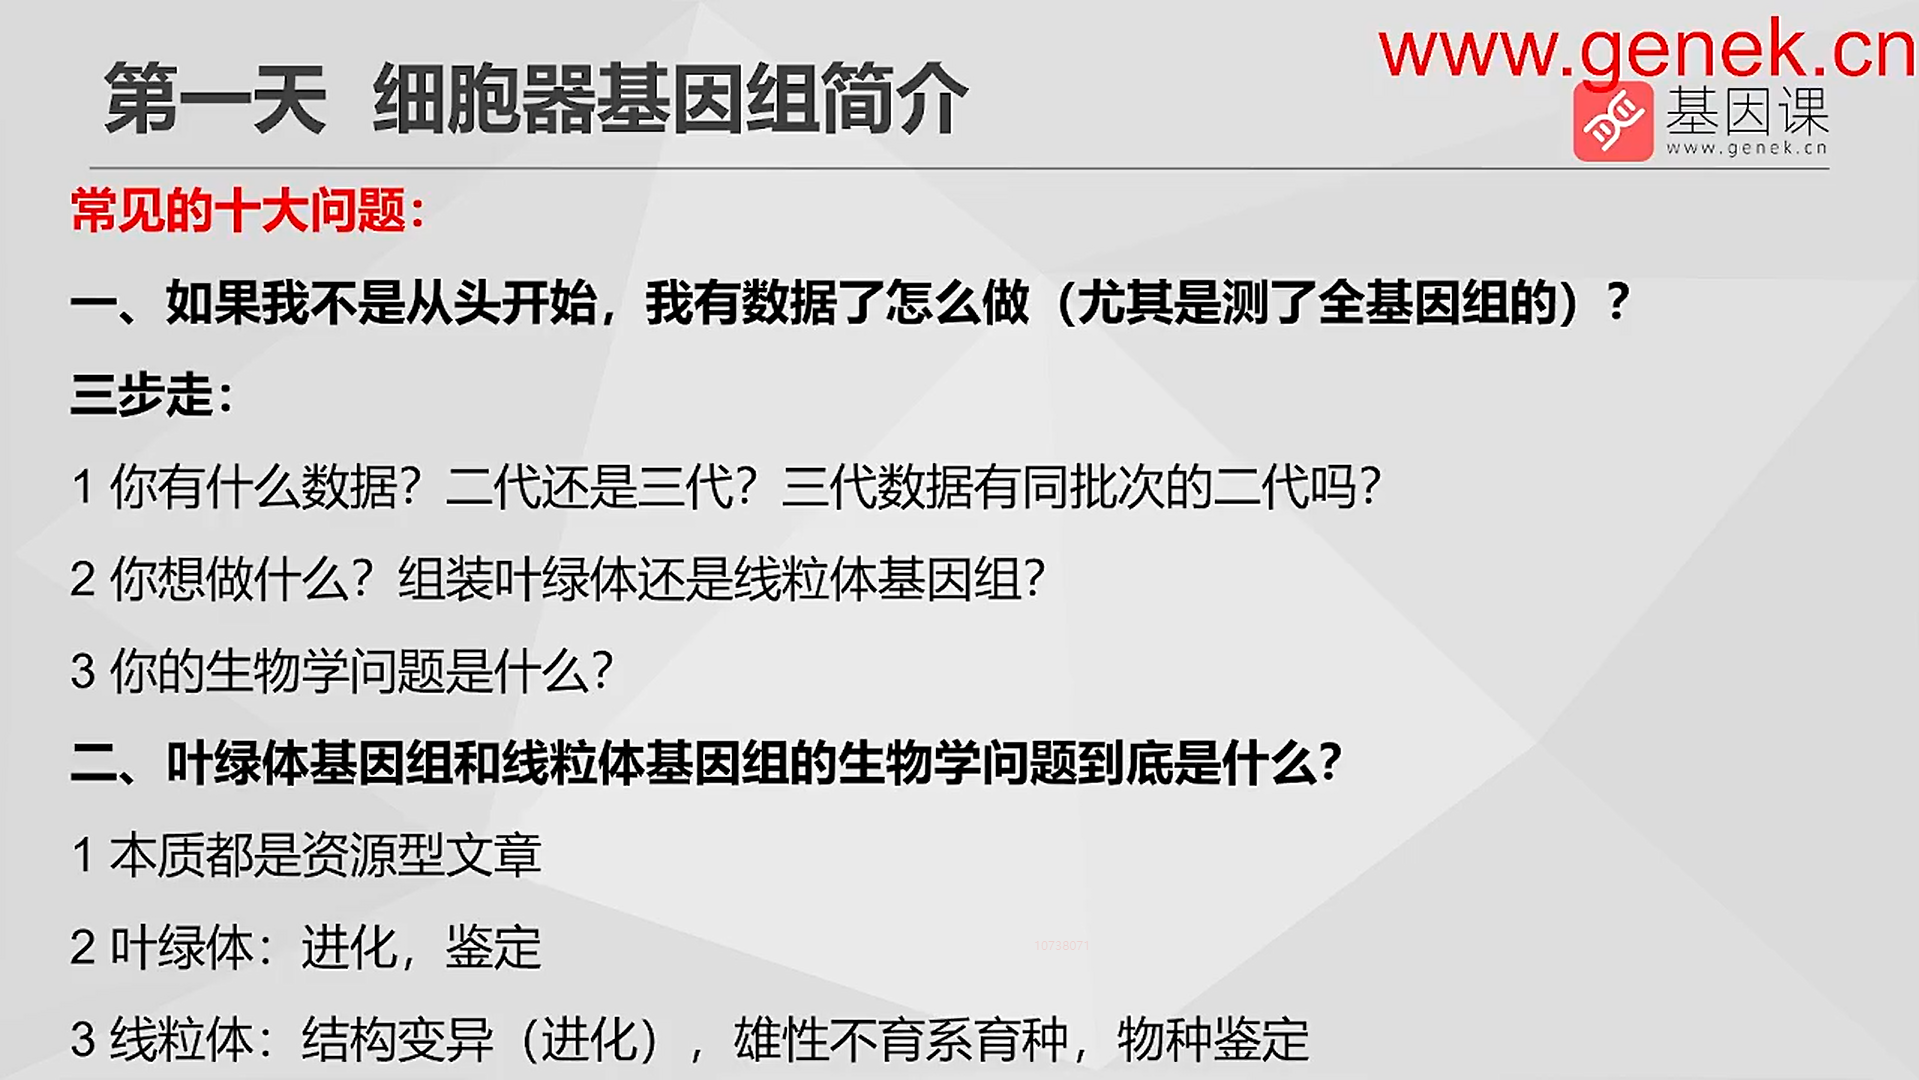 www.genek.cn
第一天 细胞器基因组简介
基因课
www.genek.cn
常见的十大问题：
一、如果我不是从头开始，我有数据了怎么做（尤其是测了全基因组的）？
三步走：
1 你有什么数据？二代还是三代？三代数据有同批次的二代吗？
2 你想做什么？组装叶绿体还是线粒体基因组？
3 你的生物学问题是什么？
二、叶绿体基因组和线粒体基因组的生物学问题到底是什么？
1 本质都是资源型文章
2 叶绿体：进化，鉴定
10738071
3 线粒体：结构变异（进化），雄性不育系育种，物种鉴定